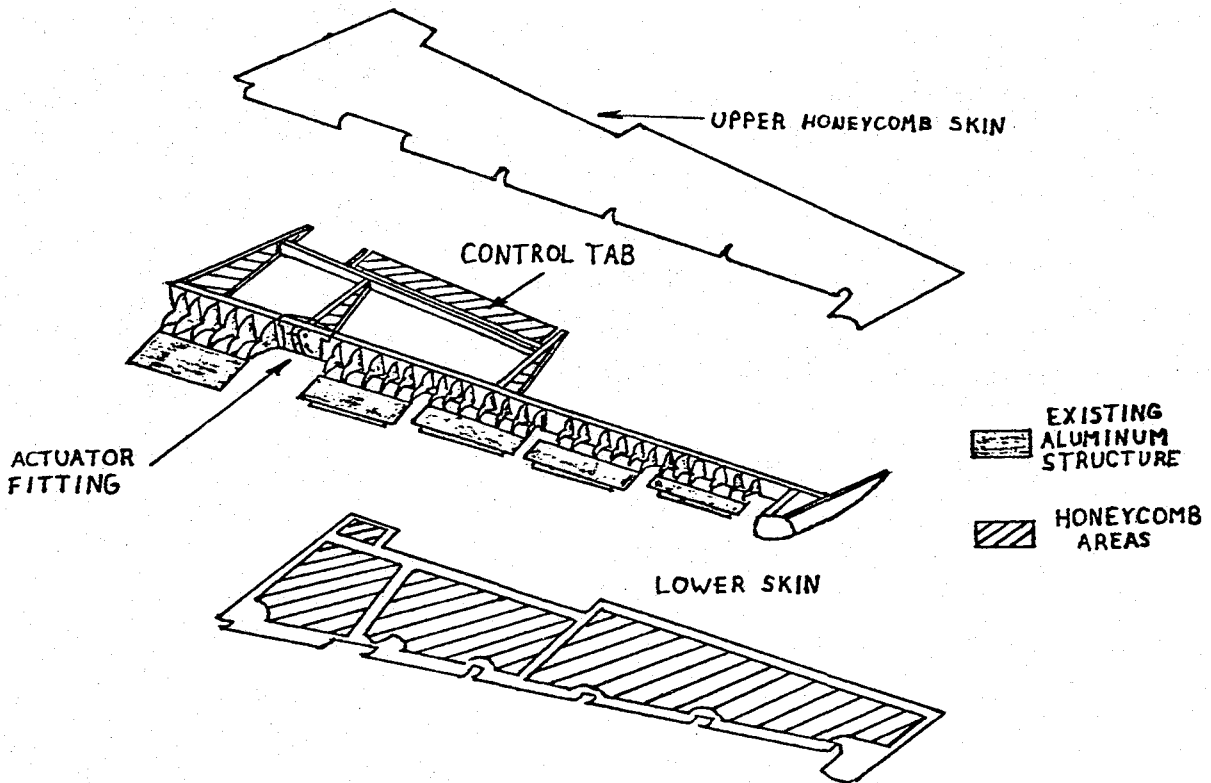 UPPER HONEYCOMB SKIN
CONTROL TAB
ACTUATOR
FITTING
EXISTING
ALUMINUM
STRUCTURE
HONEYCOMB
AREAS
LOWER SKIN